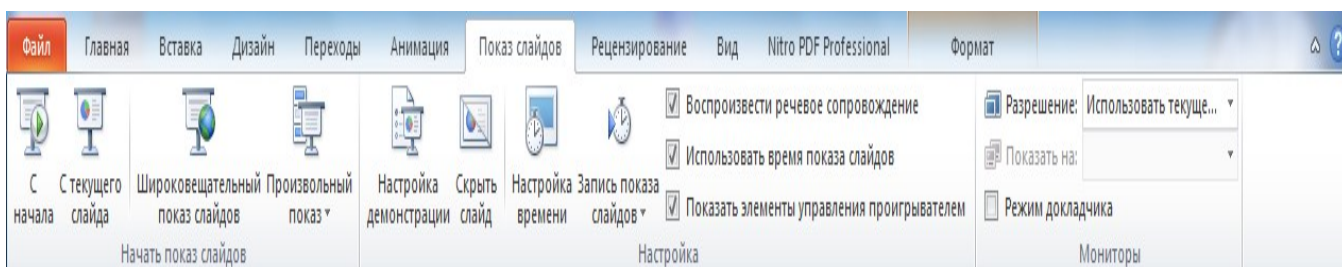 Файл Главная Вставка Дизайн Переходы Анимация Показ слайдов Рецензирование Вид Nitro PDF Professional Формат
С начала
С текущего слайда
Широковещательный показ слайдов
Произвольный показ
Начать показ слайдов
Настройка демонстрации
Скрыть слайд
Настройка времени
Запись показа слайдов
Воспроизвести речевое сопровождение
Использовать время показа слайдов
Показать элементы управления проигрывателем
Настройка
Разрешение: Использовать текуще...
Показать на:
Режим докладчика
Мониторы